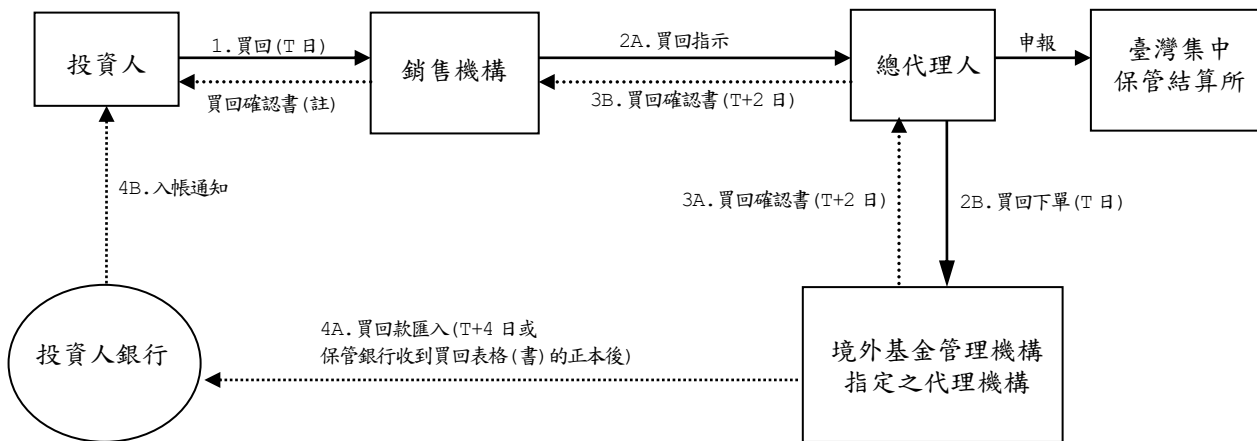 投資人
1.買回(T 日)
買回確認書(註)
銷售機構
2A.買回指示
3B.買回確認書(T+2 日)
總代理人
申報
臺灣集中
保管結算所
4B.入帳通知
3A.買回確認書(T+2 日)
2B.買回下單(T 日)
投資人銀行
4A.買回款匯入(T+4 日或
保管銀行收到買回表格(書)的正本後)
境外基金管理機構
指定之代理機構